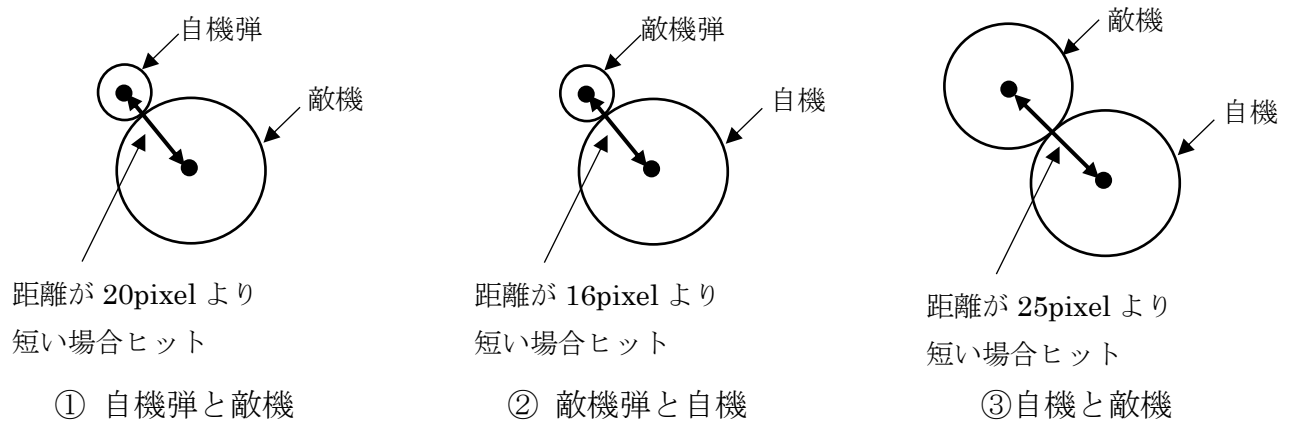 自機弾
敵機
距離が 20pixel より
短い場合ヒット
① 自機弾と敵機
敵機弾
自機
距離が 16pixel より
短い場合ヒット
② 敵機弾と自機
敵機
自機
距離が 25pixel より
短い場合ヒット
③自機と敵機